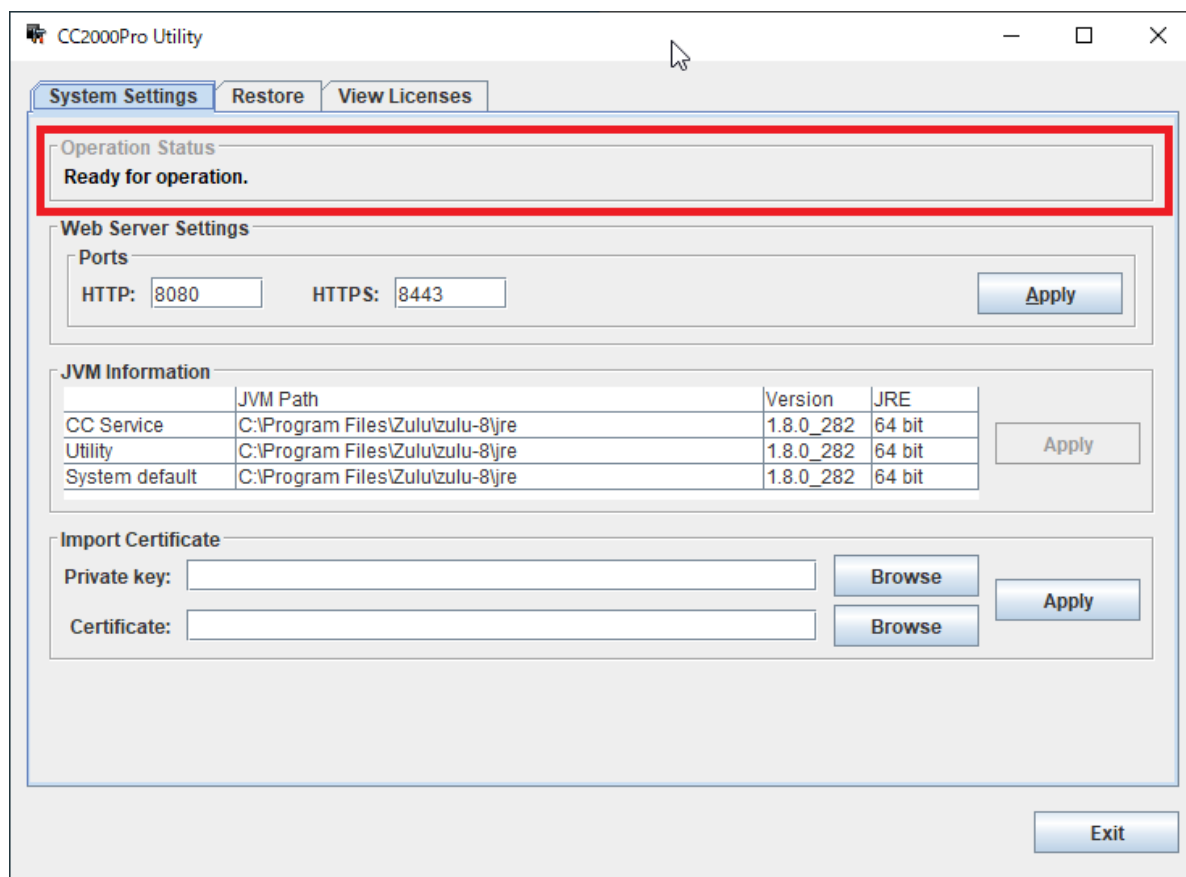 CC2000Pro Utility
System Settings Restore View Licenses
Operation Status
Ready for operation.
Web Server Settings
Ports
HTTP: 8080 HTTPS: 8443 Apply
JVM Information
JVM Path Version JRE
CC Service C:\Program Files\Zulu\zulu-8\jre 1.8.0_282 64 bit
Utility C:\Program Files\Zulu\zulu-8\jre 1.8.0_282 64 bit
System default C:\Program Files\Zulu\zulu-8\jre 1.8.0_282 64 bit
Apply
Import Certificate
Private key: Browse
Certificate: Browse
Apply
Exit